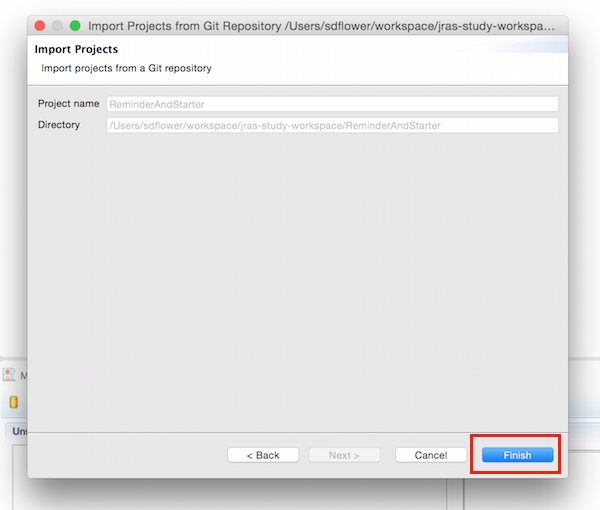 Import Projects from Git Repository /Users/sdflower/workspace/jras-study-workspa…
Import Projects
Import projects from a Git repository
Project name ReminderAndStarter
Directory /Users/sdflower/workspace/jras-study-workspace/ReminderAndStarter
M
Uns
< Back Next > Cancel Finish